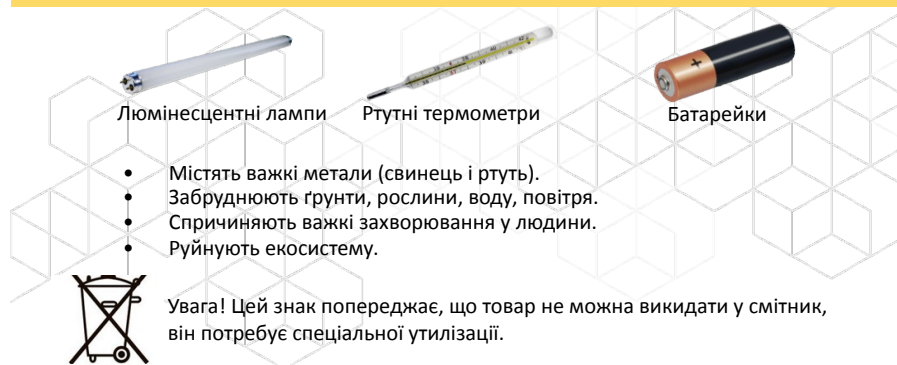 Люмінесцентні лампи Ртутні термометри Батарейки
• Містять важкі метали (свинець і ртуть).
• Забруднюють ґрунти, рослини, воду, повітря.
• Спричиняють важкі захворювання у людини.
• Руйнують екосистему.
Увага! Цей знак попереджає, що товар не можна викидати у смітник,
він потребує спеціальної утилізації.